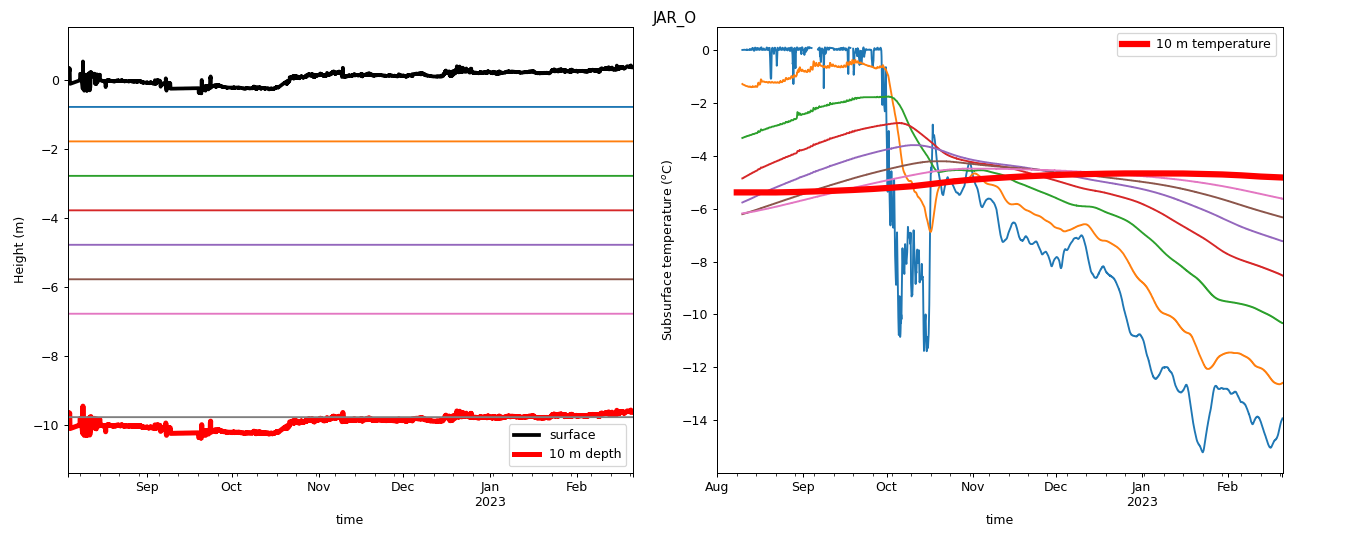 JAR_O
Height (m)
0
−2
−4
−6
−8
−10
surface
10 m depth
Sep
Oct
Nov
Dec
Jan
2023
Feb
time
Subsurface temperature (°C)
0
−2
−4
−6
−8
−10
−12
−14
10 m temperature
Aug
Sep
Oct
Nov
Dec
Jan
2023
Feb
time